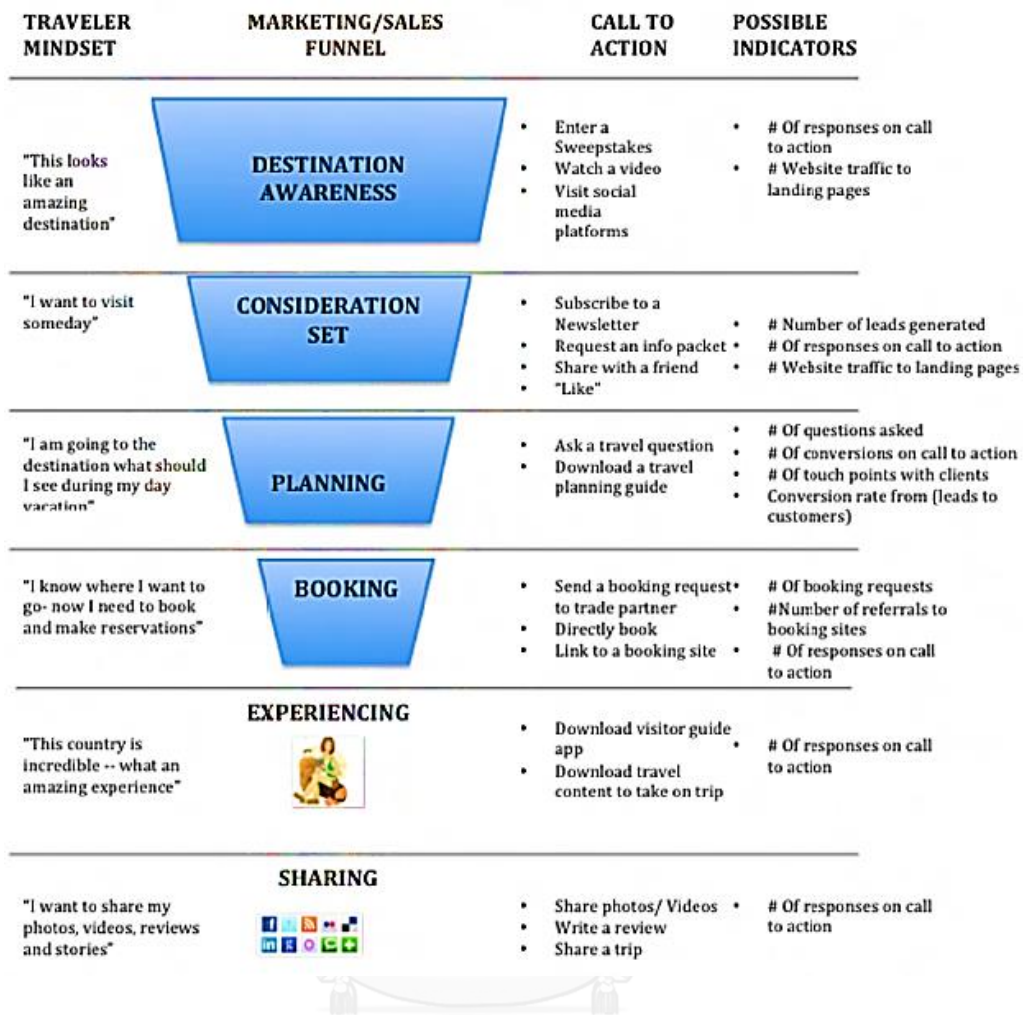 TRAVELER MARKETING/SALES CALL TO POSSIBLE
MINDSET FUNNEL ACTION INDICATORS
"This looks
like an
amazing
destination"
DESTINATION
AWARENESS
• Enter a
Sweepstakes
• Watch a video
• Visit social
media
platforms
• # Of responses on call
to action
• # Website traffic to
landing pages
"I want to visit
someday"
CONSIDERATION
SET
• Subscribe to a
Newsletter
• Request an info packet
• Share with a friend
• "Like"
• # Number of leads generated
• # Of responses on call to action
• # Website traffic to landing pages
"I am going to the
destination what should
I see during my day
vacation"
PLANNING
• Ask a travel question
• Download a travel
planning guide
• # Of questions asked
• # Of conversions on call to action
• # Of touch points with clients
• Conversion rate from (leads to
customers)
"I know where I want to
go- now I need to book
and make reservations"
BOOKING
• Send a booking request
to trade partner
• Directly book
• Link to a booking site
• # Of booking requests
• #Number of referrals to
booking sites
• # Of responses on call
to action
EXPERIENCING
"This country is
incredible -- what an
amazing experience"
• Download visitor guide
app
• Download travel
content to take on trip
• # Of responses on call
to action
SHARING
"I want to share my
photos, videos, reviews
and stories"
f
in
• Share photos/ Videos
• Write a review
• Share a trip
• # Of responses on call
to action